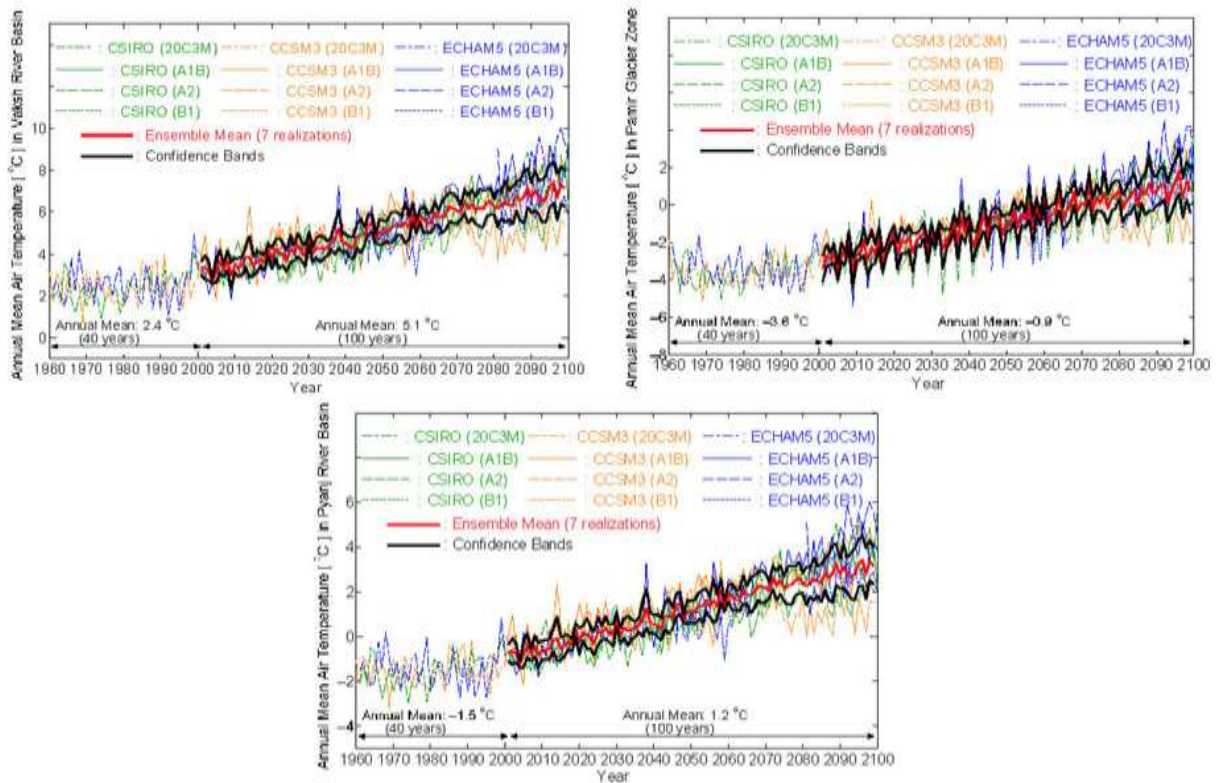 Annual Mean Air Temperature [ °C ] in Vaksh River Basin
: CSIRO (20C3M) : CCSM3 (20C3M) : ECHAM5 (20C3M)
: CSIRO (A1B) : CCSM3 (A1B) : ECHAM5 (A1B)
: CSIRO (A2) : CCSM3 (A2) : ECHAM5 (A2)
: CSIRO (B1) : CCSM3 (B1) : ECHAM5 (B1)
: Ensemble Mean (7 realizations)
: Confidence Bands
10
8
6
4
2
0
Annual Mean: 2.4 °C Annual Mean: 5.1 °C
(40 years) (100 years)
1960 1970 1980 1990 2000 2010 2020 2030 2040 2050 2060 2070 2080 2090 2100
Year
Annual Mean Air Temperature [ °C ] in Pamir Glacier Zone
: CSIRO (20C3M) : CCSM3 (20C3M) : ECHAM5 (20C3M)
: CSIRO (A1B) : CCSM3 (A1B) : ECHAM5 (A1B)
: CSIRO (A2) : CCSM3 (A2) : ECHAM5 (A2)
: CSIRO (B1) : CCSM3 (B1) : ECHAM5 (B1)
: Ensemble Mean (7 realizations)
: Confidence Bands
2
0
−2
−4
−6
−8
Annual Mean: −3.6 °C Annual Mean: −0.9 °C
(40 years) (100 years)
1960 1970 1980 1990 2000 2010 2020 2030 2040 2050 2060 2070 2080 2090 2100
Year
Annual Mean Air Temperature [ °C ] in Pyanj River Basin
: CSIRO (20C3M) : CCSM3 (20C3M) : ECHAM5 (20C3M)
: CSIRO (A1B) : CCSM3 (A1B) : ECHAM5 (A1B)
: CSIRO (A2) : CCSM3 (A2) : ECHAM5 (A2)
: CSIRO (B1) : CCSM3 (B1) : ECHAM5 (B1)
: Ensemble Mean (7 realizations)
: Confidence Bands
6
4
2
0
−2
−4
Annual Mean: −1.5 °C Annual Mean: 1.2 °C
(40 years) (100 years)
1960 1970 1980 1990 2000 2010 2020 2030 2040 2050 2060 2070 2080 2090 2100
Year